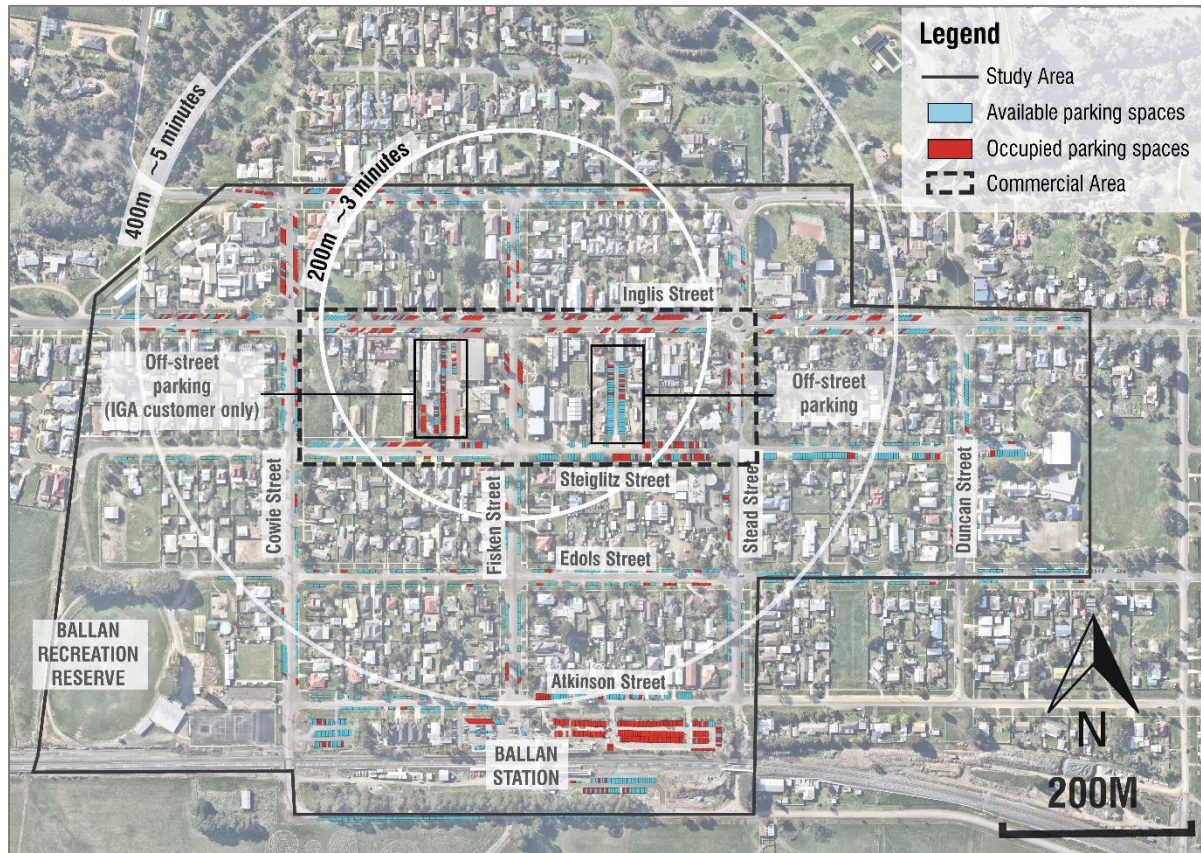 Legend
Study Area
Available parking spaces
Occupied parking spaces
Commercial Area
400m ~5 minutes
200m ~3 minutes
Inglis Street
Off-street
parking
(IGA customer only)
Off-street
parking
Steiglitz Street
Cowie Street
Fisken Street
Stead Street
Duncan Street
Edols Street
BALLAN
RECREATION
RESERVE
Atkinson Street
BALLAN
STATION
N
200M